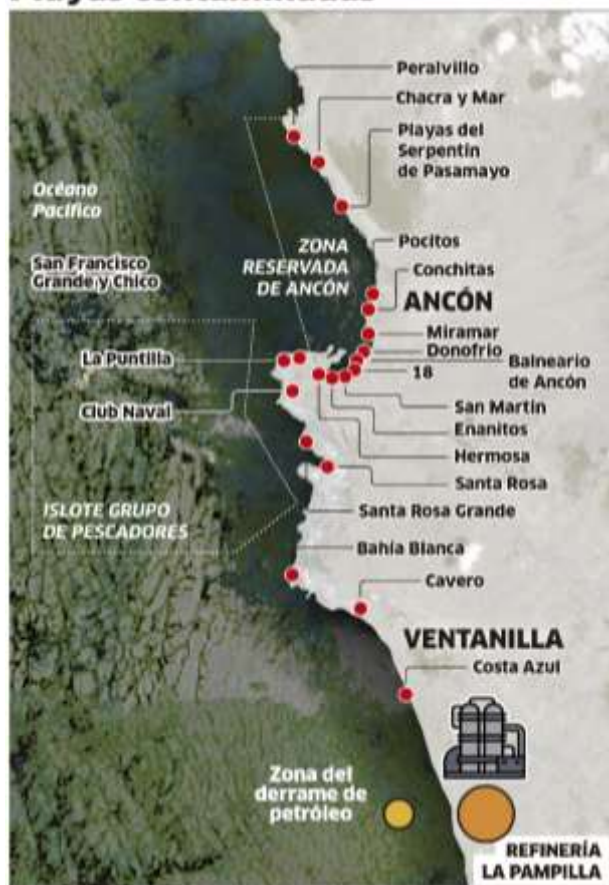 Peralvillo
Chacra y Mar
Playas del
Serpentín
de Pasamayo
Océano
Pacífico
Pocitos
ZONA
RESERVADA
DE ANCÓN
San Francisco
Grande y Chico
Conchitas
ANCÓN
Miramar
Donofrio
La Puntilla
Balneario
de Ancón
18
Club Naval
San Martín
Enanitos
Hermosa
Santa Rosa
ISLOTE GRUPO
DE PESCADORES
Santa Rosa Grande
Bahía Blanca
Cavero
VENTANILLA
Costa Azul
Zona del
derrame de
petróleo
REFINERÍA
LA PAMPILLA